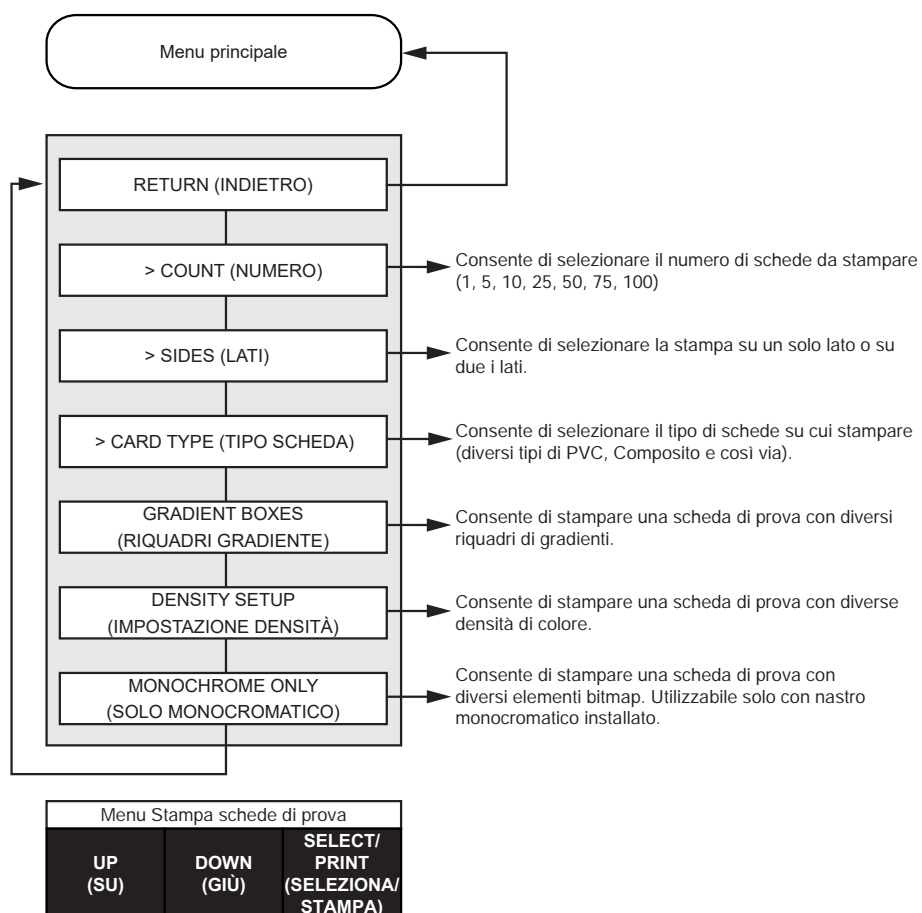 Menu principale
RETURN (INDIETRO)
> COUNT (NUMERO)
Consente di selezionare il numero di schede da stampare
(1, 5, 10, 25, 50, 75, 100)
> SIDES (LATI)
Consente di selezionare la stampa su un solo lato o su
due i lati.
> CARD TYPE (TIPO SCHEDA)
Consente di selezionare il tipo di schede su cui stampare
(diversi tipi di PVC, Composito e così via).
GRADIENT BOXES
(RIQUADRI GRADIENTE)
Consente di stampare una scheda di prova con diversi
riquadri di gradienti.
DENSITY SETUP
(IMPOSTAZIONE DENSITÀ)
Consente di stampare una scheda di prova con diverse
densità di colore.
MONOCHROME ONLY
(SOLO MONOCROMATICO)
Consente di stampare una scheda di prova con
diversi elementi bitmap. Utilizzabile solo con nastro
monocromatico installato.
Menu Stampa schede di prova
UP
(SU)
DOWN
(GIÙ)
SELECT/
PRINT
(SELEZIONA/
STAMPA)